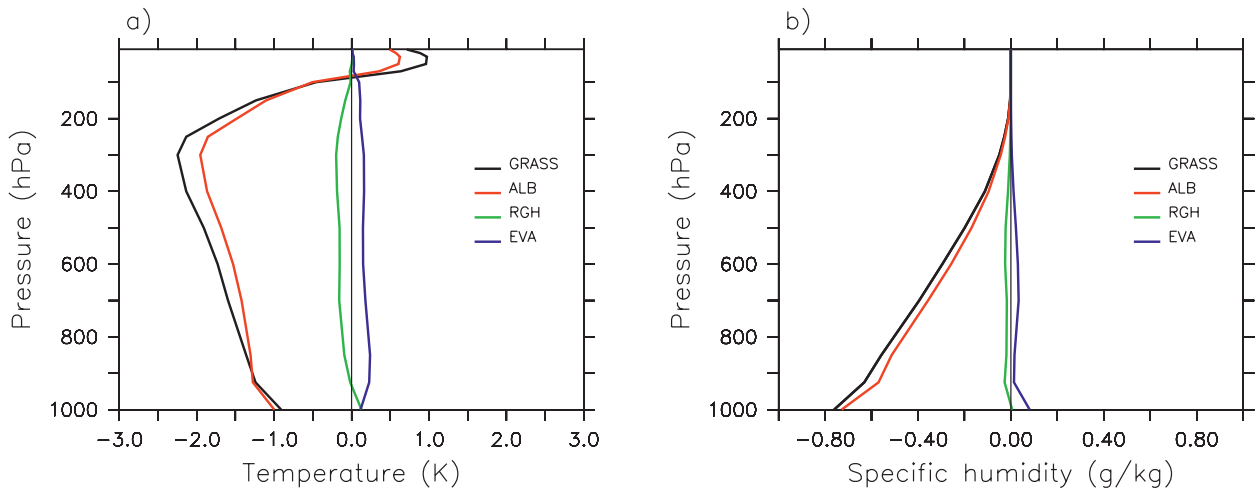 a)
Pressure (hPa)
200
400
600
800
1000
GRASS
ALB
RGH
EVA
−3.0 −2.0 −1.0 0.0 1.0 2.0 3.0
Temperature (K)
b)
Pressure (hPa)
200
400
600
800
1000
GRASS
ALB
RGH
EVA
−0.80 −0.40 0.00 0.40 0.80
Specific humidity (g/kg)